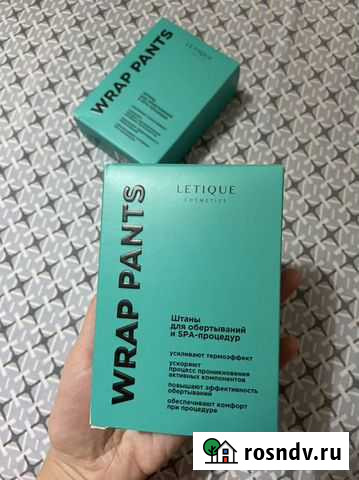 WRAP PANTS
LETIQUE
WRAP PANTS
LETIQUE
COSMETICS
Штаны
для обертываний
и SPA-процедур
усиливают термоэффект
ускоряют
процесс проникновения
активных компонентов
повышают эффективность
обертываний
обеспечивают комфорт
при процедуре
rosndv.ru